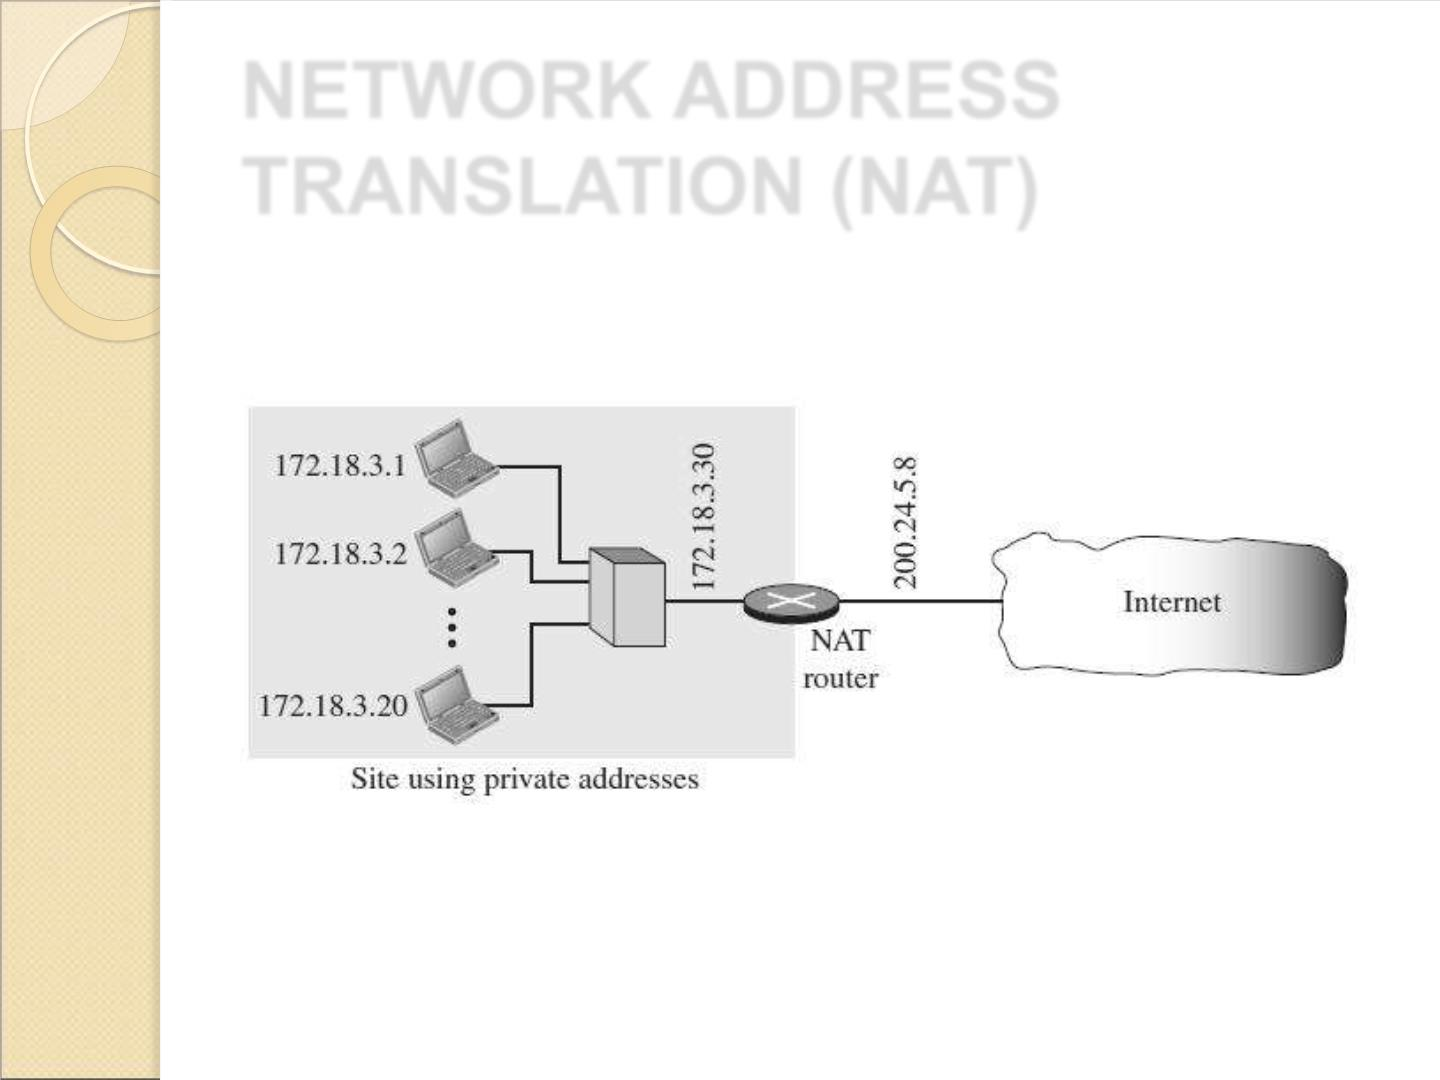 NETWORK ADDRESS
TRANSLATION (NAT)
172.18.3.1
172.18.3.2
172.18.3.20
172.18.3.30
200.24.5.8
NAT
router
Internet
Site using private addresses